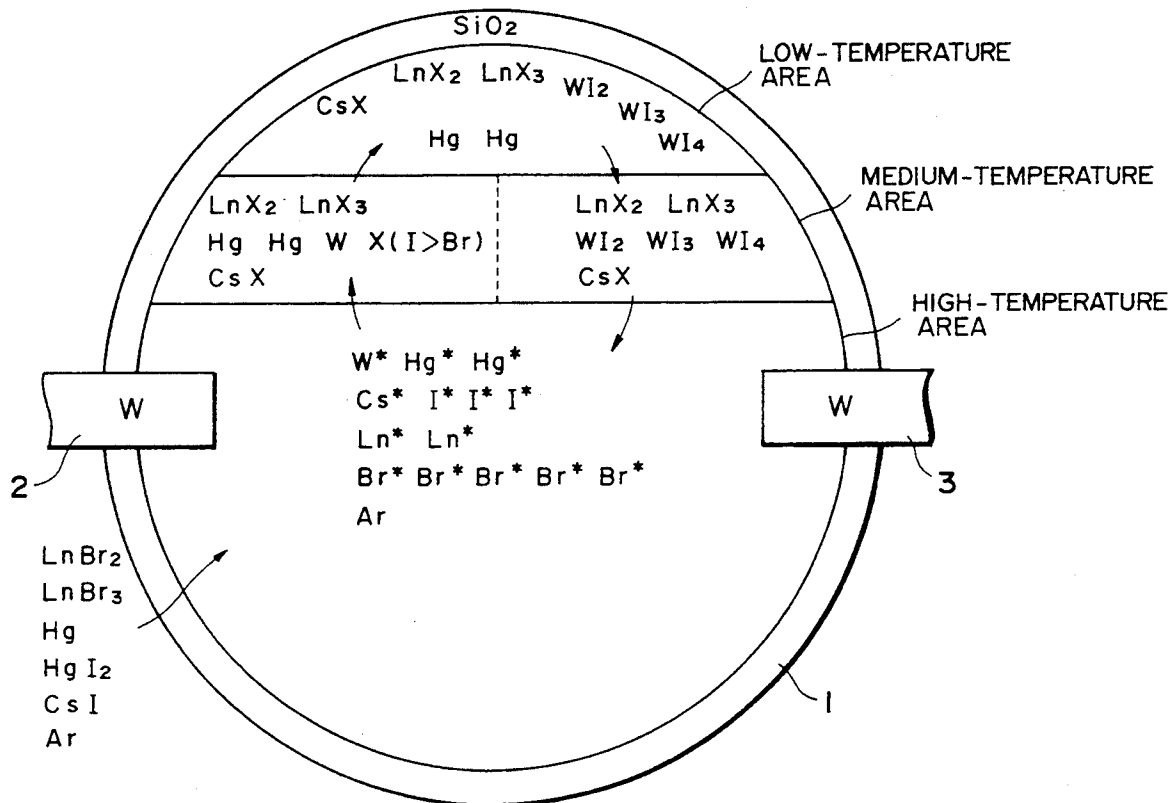 SiO2
LOW-TEMPERATURE
AREA
LnX2 LnX3 WI2
CsX WI3
Hg Hg WI4
MEDIUM-TEMPERATURE
AREA
LnX2 LnX3
Hg Hg W X(I>Br)
CsX
LnX2 LnX3
WI2 WI3 WI4
CsX
HIGH-TEMPERATURE
AREA
W* Hg* Hg*
Cs* I* I* I*
Ln* Ln*
Br* Br* Br* Br* Br*
Ar
W
W
2
3
LnBr2
LnBr3
Hg
HgI2
CsI
Ar
1